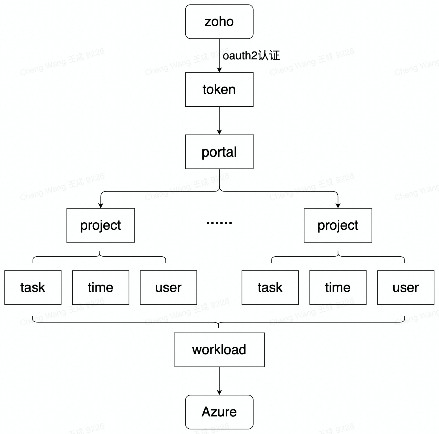 zoho
oauth2认证
token
portal
project
......
project
task
time
user
task
time
user
workload
Azure